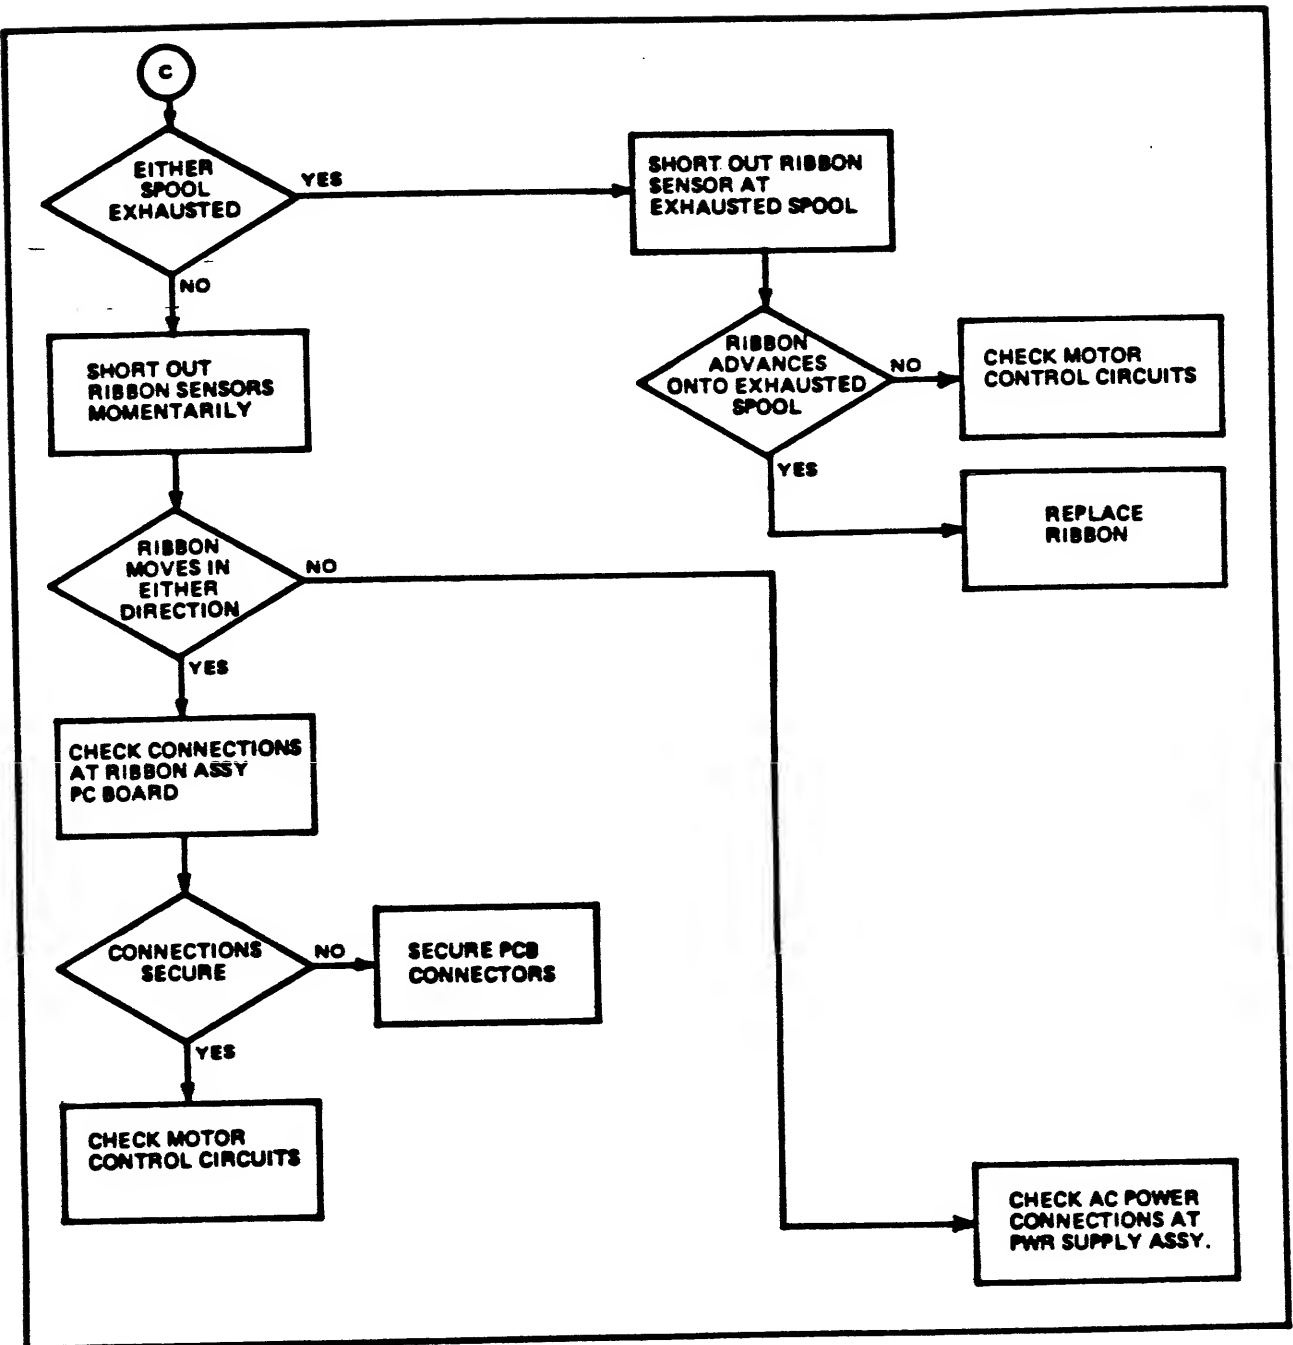 C
EITHER
SPOOL
EXHAUSTED
YES
SHORT OUT RIBBON
SENSOR AT
EXHAUSTED SPOOL
NO
SHORT OUT
RIBBON SENSORS
MOMENTARILY
RIBBON
ADVANCES
ONTO EXHAUSTED
SPOOL
NO
CHECK MOTOR
CONTROL CIRCUITS
YES
REPLACE
RIBBON
RIBBON
MOVES IN
EITHER
DIRECTION
NO
YES
CHECK CONNECTIONS
AT RIBBON ASSY
PC BOARD
CONNECTIONS
SECURE
NO
SECURE PCB
CONNECTORS
YES
CHECK MOTOR
CONTROL CIRCUITS
CHECK AC POWER
CONNECTIONS AT
PWR SUPPLY ASSY.